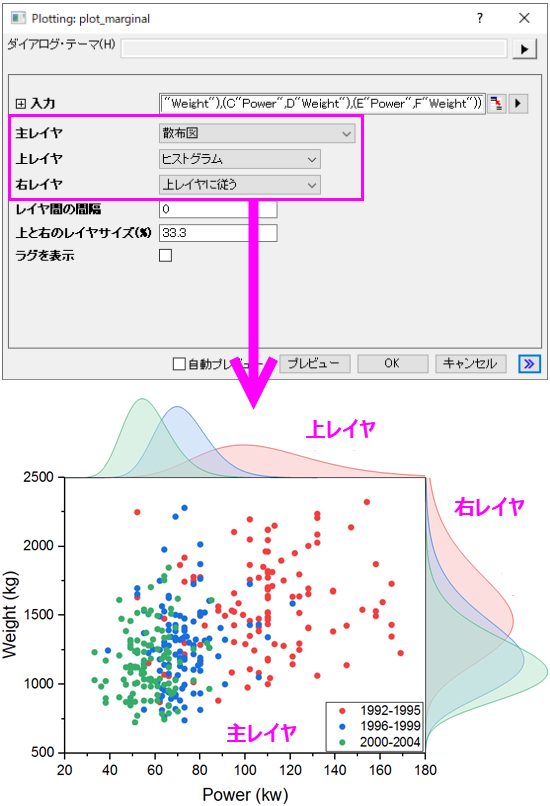 Plotting: plot_marginal
ダイアログ・テーマ(H)
入力 "Weight"),(C"Power",D"Weight"),(E"Power",F"Weight"))
主レイヤ 散布図
上レイヤ ヒストグラム
右レイヤ 上レイヤに従う
レイヤ間の間隔 0
上と右のレイヤサイズ(%) 33.3
ラグを表示
自動プレビュー プレビュー OK キャンセル
上レイヤ
右レイヤ
2500
2000
1500
1000
500
Weight (kg)
主レイヤ
1992-1995
1996-1999
2000-2004
20 40 60 80 100 120 140 160 180
Power (kw)